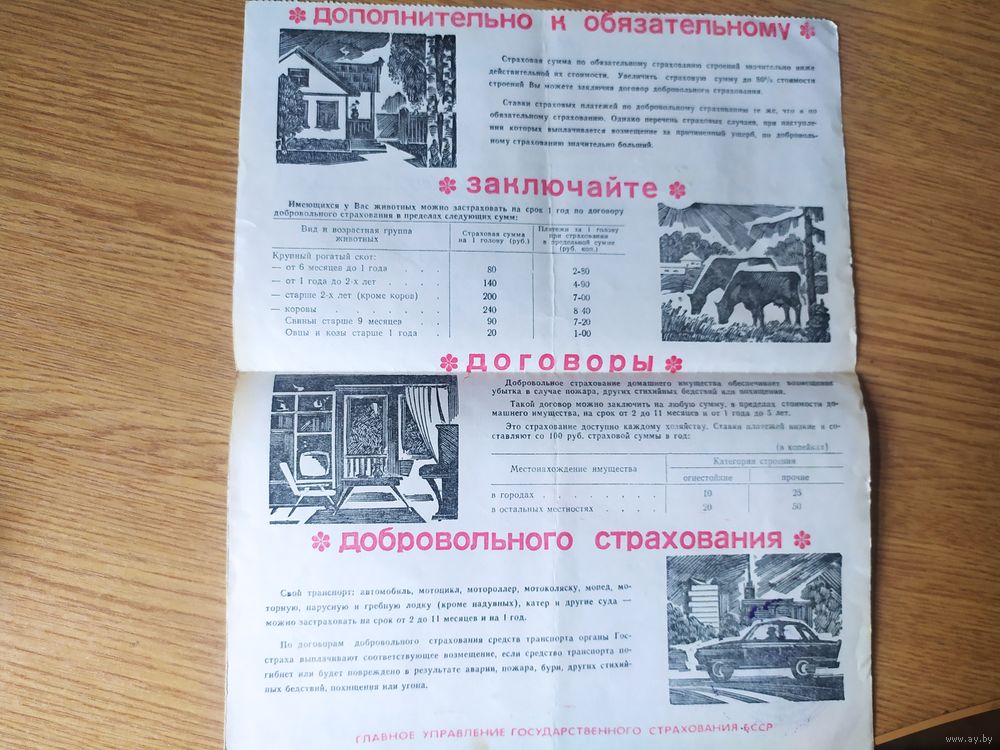 ДОПОЛНИТЕЛЬНО К ОБЯЗАТЕЛЬНОМУ
Страховая сумма по обязательному страхованию строений значительно ниже
действительной их стоимости. Увеличить страховую сумму до 80% стоимости
строений Вы можете заключив договор добровольного страхования.
Ставки страховых платежей по добровольному страхованию те же, что и по
обязательному страхованию. Однако перечень страховых случаев, при наступле-
нии которых выплачивается возмещение за причиненный ущерб, по доброволь-
ному страхованию значительно больший.
ЗАКЛЮЧАЙТЕ
Имеющихся у Вас животных можно застраховать на срок 1 год по договору
добровольного страхования в пределах следующих сумм:
Вид и возрастная группа животных | Страховая сумма на 1 голову (руб.) | Платежи за 1 голову при страховании в предельной сумме (руб. коп.)
Крупный рогатый скот:
— от 6 месяцев до 1 года . . 80 2-80
— от 1 года до 2-х лет . . . 140 4-90
— старше 2-х лет (кроме коров) . 200 7-00
— коровы . . . . . . . 240 8-40
Свиньи старше 9 месяцев . . 90 7-20
Овцы и козы старше 1 года . . 20 1-00
ДОГОВОРЫ
Добровольное страхование домашнего имущества обеспечивает возмещение
убытка в случае пожара, других стихийных бедствий или похищения.
Такой договор можно заключить на любую сумму, в пределах стоимости до-
машнего имущества, на срок от 2 до 11 месяцев и от 1 года до 5 лет.
Это страхование доступно каждому хозяйству. Ставки платежей низкие и со-
ставляют со 100 руб. страховой суммы в год:
(в копейках)
Местонахождение имущества | Категория строения
огнестойкие | прочие
в городах . . . . . . . . 10 25
в остальных местностях . . . . 20 50
ДОБРОВОЛЬНОГО СТРАХОВАНИЯ
Свой транспорт: автомобиль, мотоцикл, мотороллер, мотоколяску, мопед, мо-
торную, парусную и гребную лодку (кроме надувных), катер и другие суда —
можно застраховать на срок от 2 до 11 месяцев и на 1 год.
По договорам добровольного страхования средств транспорта органы Гос-
страха выплачивают соответствующее возмещение, если средство транспорта по-
гибнет или будет повреждено в результате аварии, пожара, бури, других стихий-
ных бедствий, похищения или угона.
ГЛАВНОЕ УПРАВЛЕНИЕ ГОСУДАРСТВЕННОГО СТРАХОВАНИЯ БССР
www.ay.by